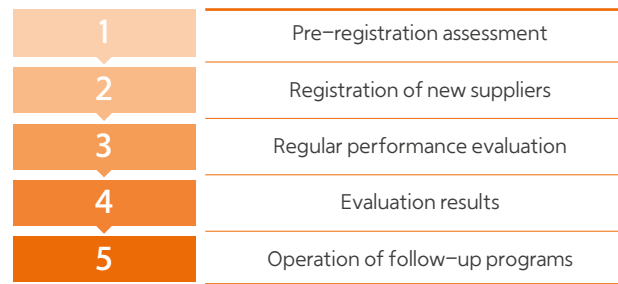 1 Pre-registration assessment
2 Registration of new suppliers
3 Regular performance evaluation
4 Evaluation results
5 Operation of follow-up programs